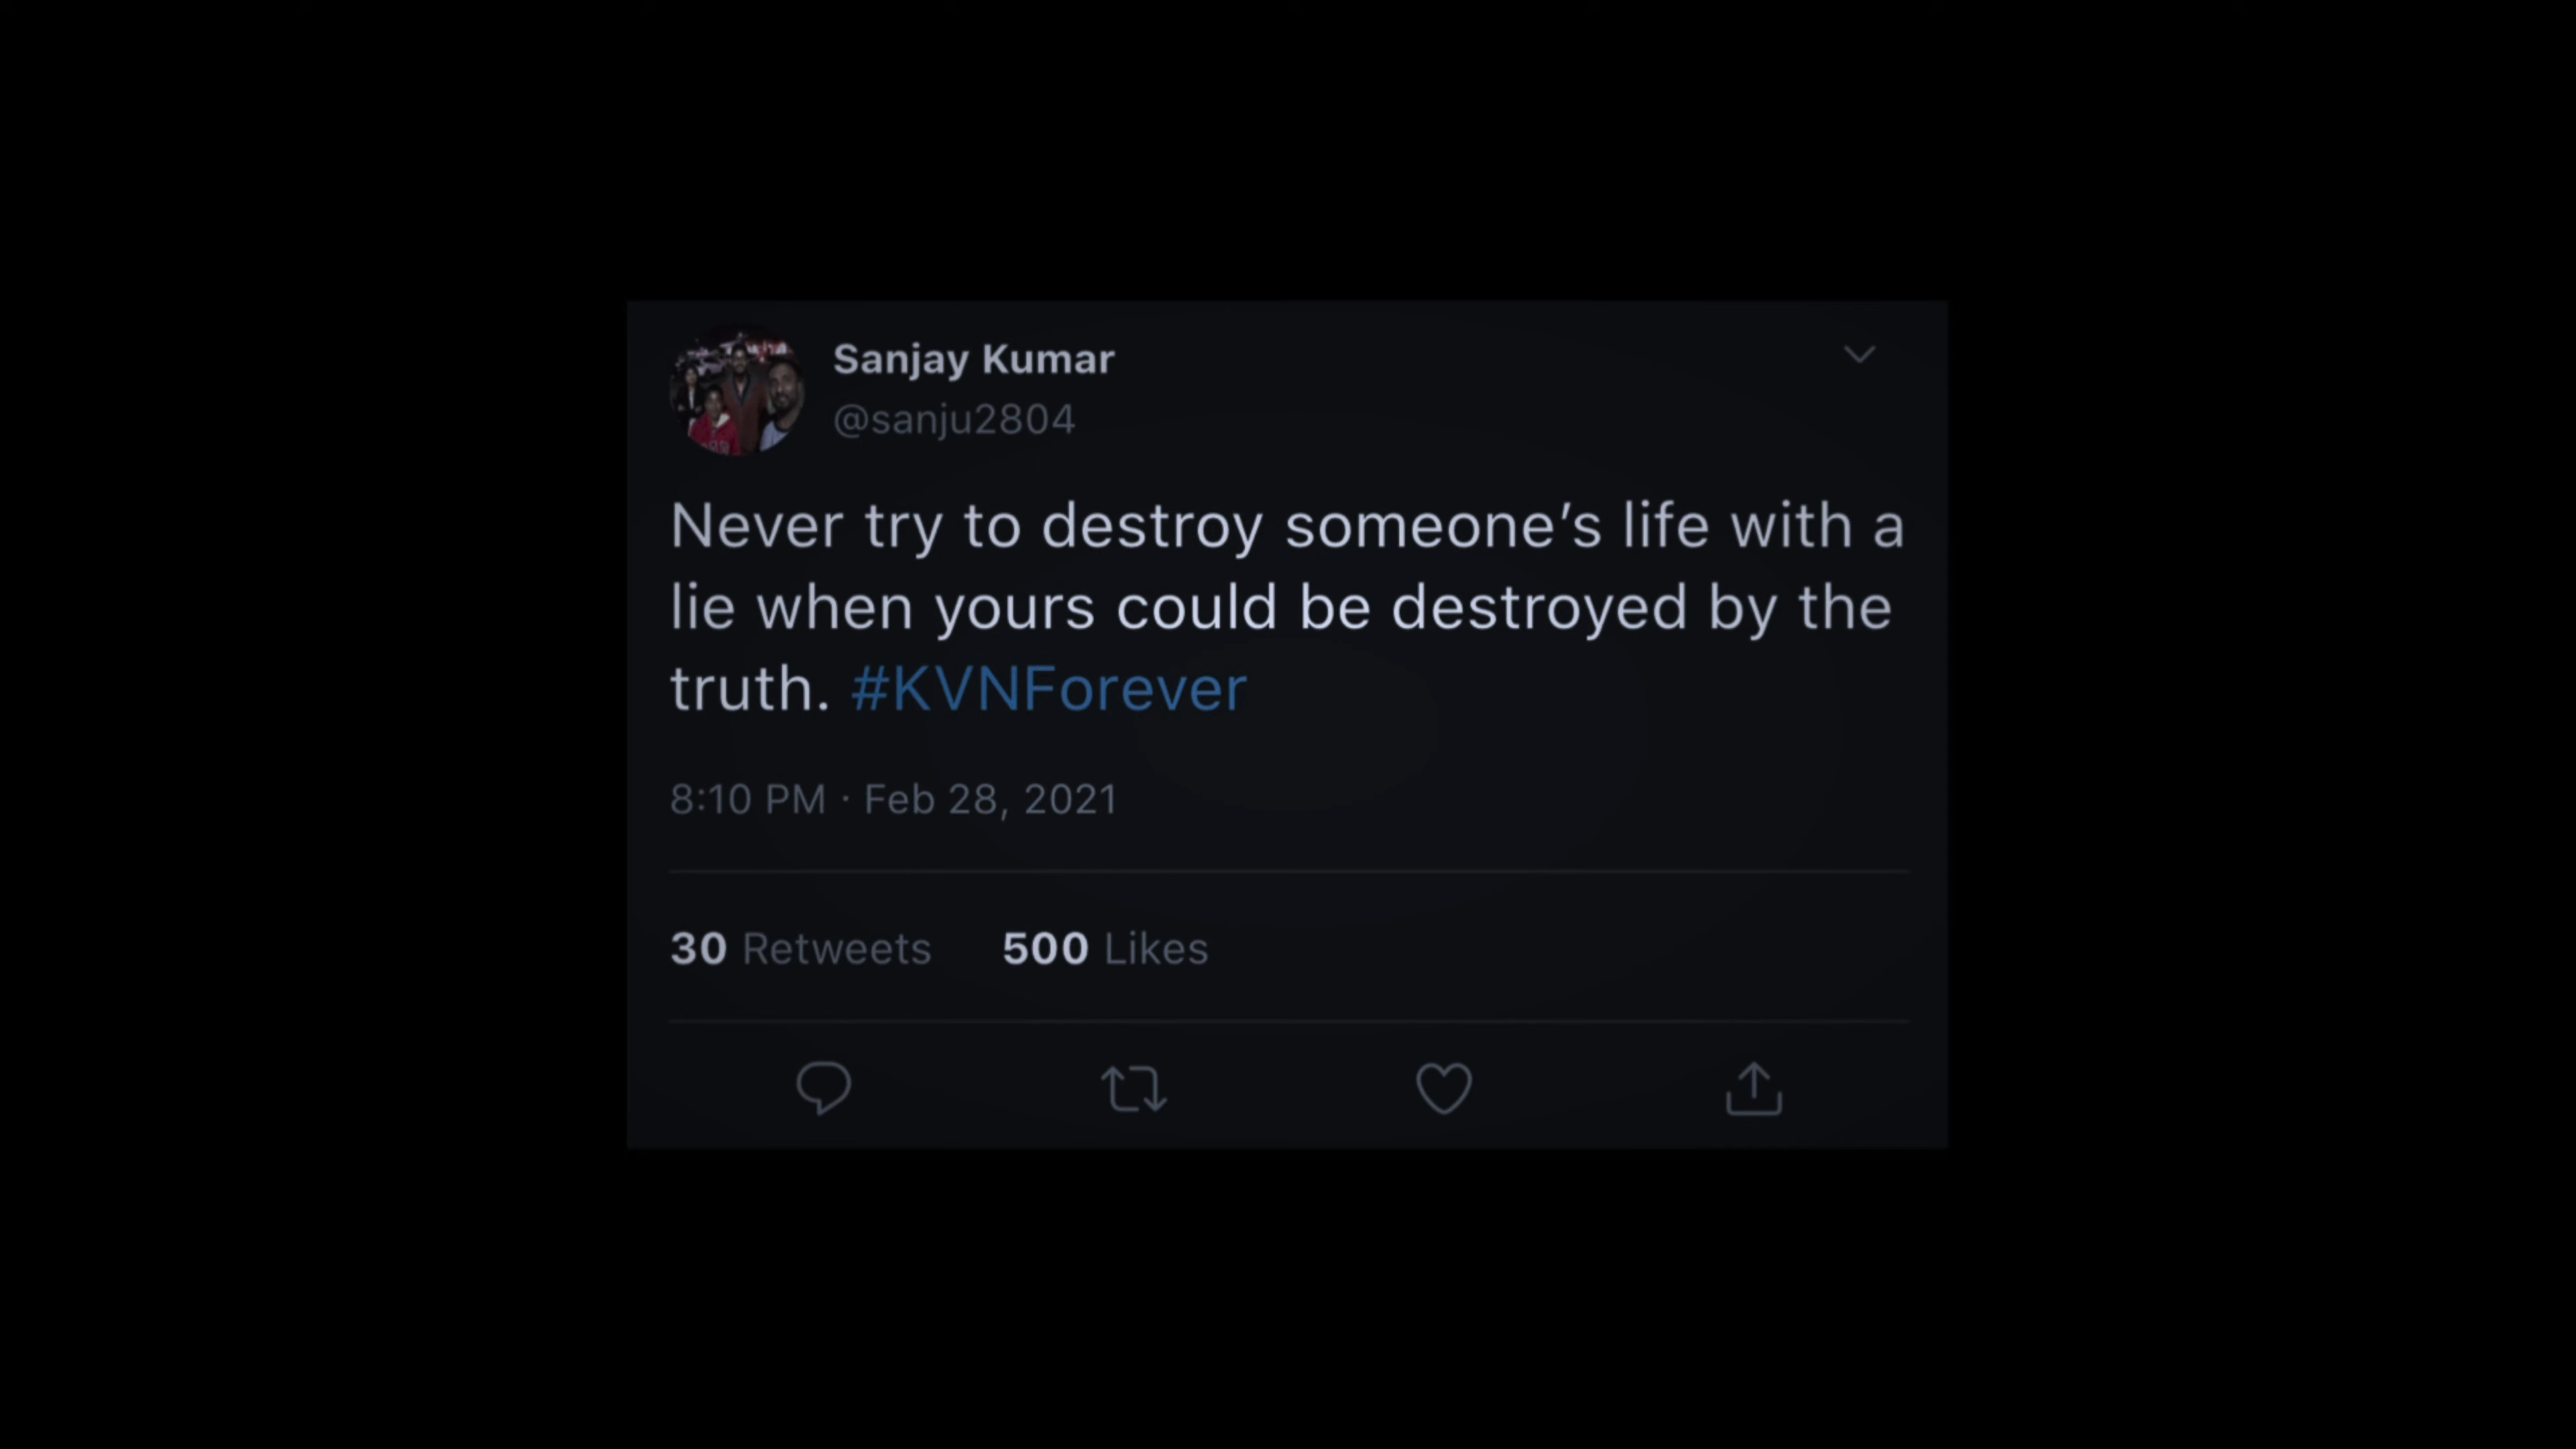 Sanjay Kumar
@sanju2804
Never try to destroy someone’s life with a
lie when yours could be destroyed by the
truth. #KVNForever
8:10 PM · Feb 28, 2021
30 Retweets 500 Likes